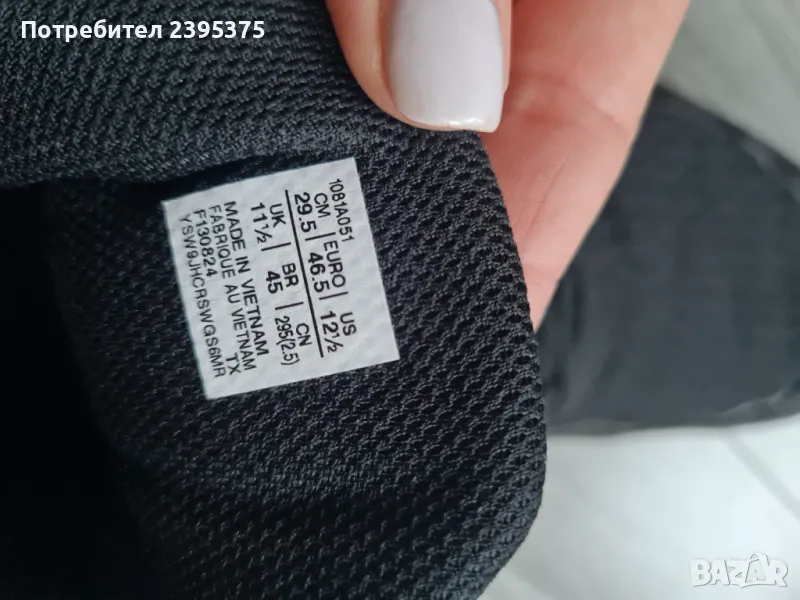 Потребител 2395375
1081A051
CM | EURO | US
29.5 | 46.5 | 12½
UK | BR | CN
11½ | 45 | 295(2.5)
MADE IN VIETNAM
FABRIQUE AU VIETNAM
F130824 TX
YSW9JHCRSWGS6MR
BAZAR